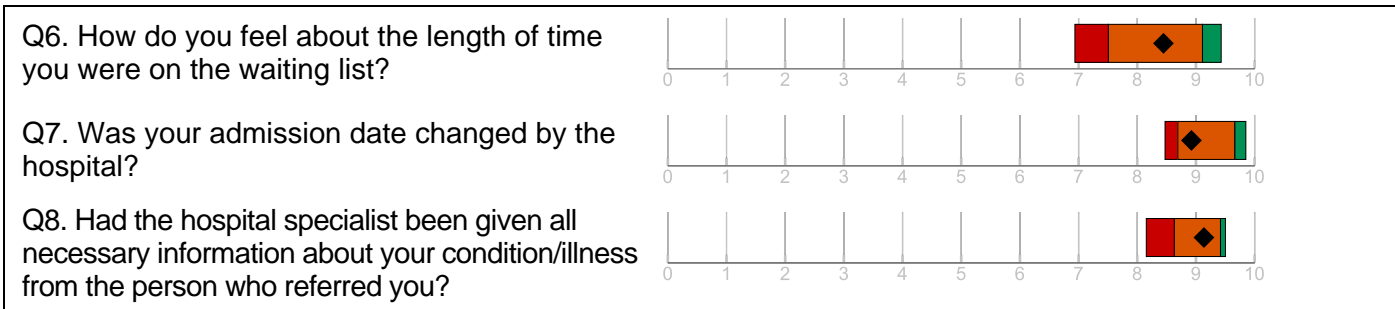 Q6. How do you feel about the length of time
you were on the waiting list?
0 1 2 3 4 5 6 7 8 9 10
Q7. Was your admission date changed by the
hospital?
0 1 2 3 4 5 6 7 8 9 10
Q8. Had the hospital specialist been given all
necessary information about your condition/illness
from the person who referred you?
0 1 2 3 4 5 6 7 8 9 10